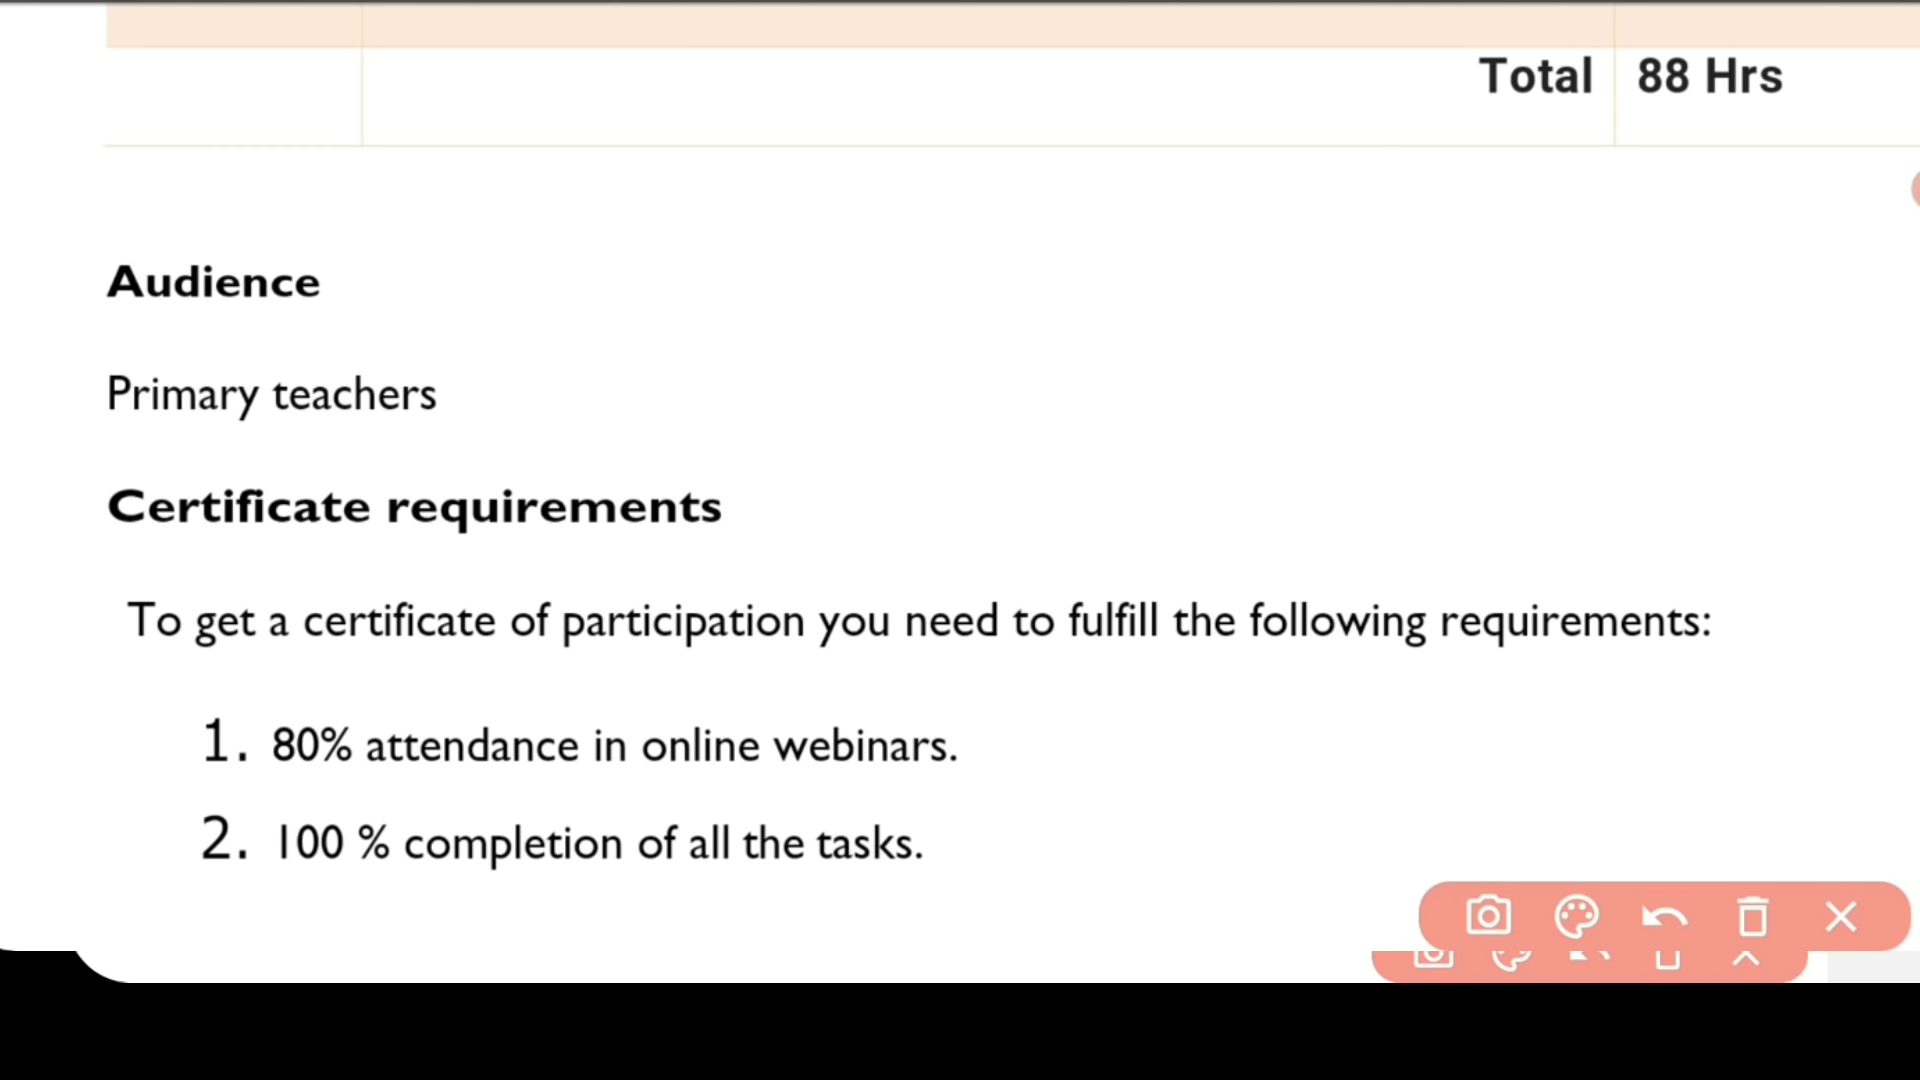 Total 88 Hrs
Audience
Primary teachers
Certificate requirements
To get a certificate of participation you need to fulfill the following requirements:
1. 80% attendance in online webinars.
2. 100 % completion of all the tasks.